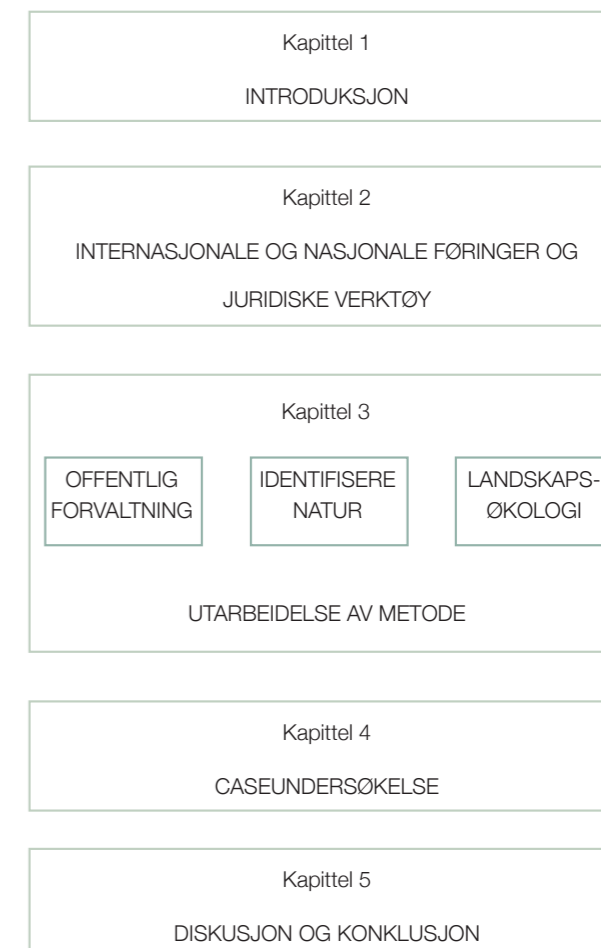 Kapittel 1
INTRODUKSJON
Kapittel 2
INTERNASJONALE OG NASJONALE FØRINGER OG
JURIDISKE VERKTØY
Kapittel 3
OFFENTLIG
FORVALTNING
IDENTIFISERE
NATUR
LANDSKAPS-
ØKOLOGI
UTARBEIDELSE AV METODE
Kapittel 4
CASEUNDERSØKELSE
Kapittel 5
DISKUSJON OG KONKLUSJON